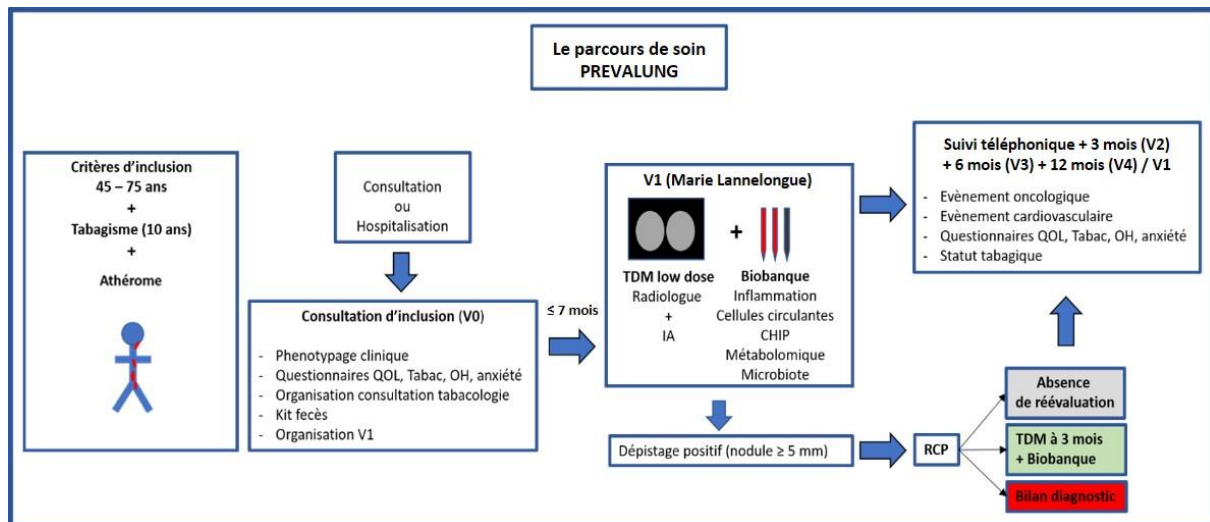 Le parcours de soin
PREVALUNG
Critères d'inclusion
45 – 75 ans
+
Tabagisme (10 ans)
+
Athérome
Consultation
ou
Hospitalisation
Consultation d'inclusion (V0)
- Phenotypage clinique
- Questionnaires QOL, Tabac, OH, anxiété
- Organisation consultation tabacologie
- Kit fecès
- Organisation V1
≤ 7 mois
V1 (Marie Lannelongue)
+
TDM low dose
Radiologue
+
IA
Biobanque
Inflammation
Cellules circulantes
CHIP
Métabolomique
Microbiote
Dépistage positif (nodule ≥ 5 mm)
RCP
Absence
de réévaluation
TDM à 3 mois
+ Biobanque
Bilan diagnostic
Suivi téléphonique + 3 mois (V2)
+ 6 mois (V3) + 12 mois (V4) / V1
- Evènement oncologique
- Evènement cardiovasculaire
- Questionnaires QOL, Tabac, OH, anxiété
- Statut tabagique